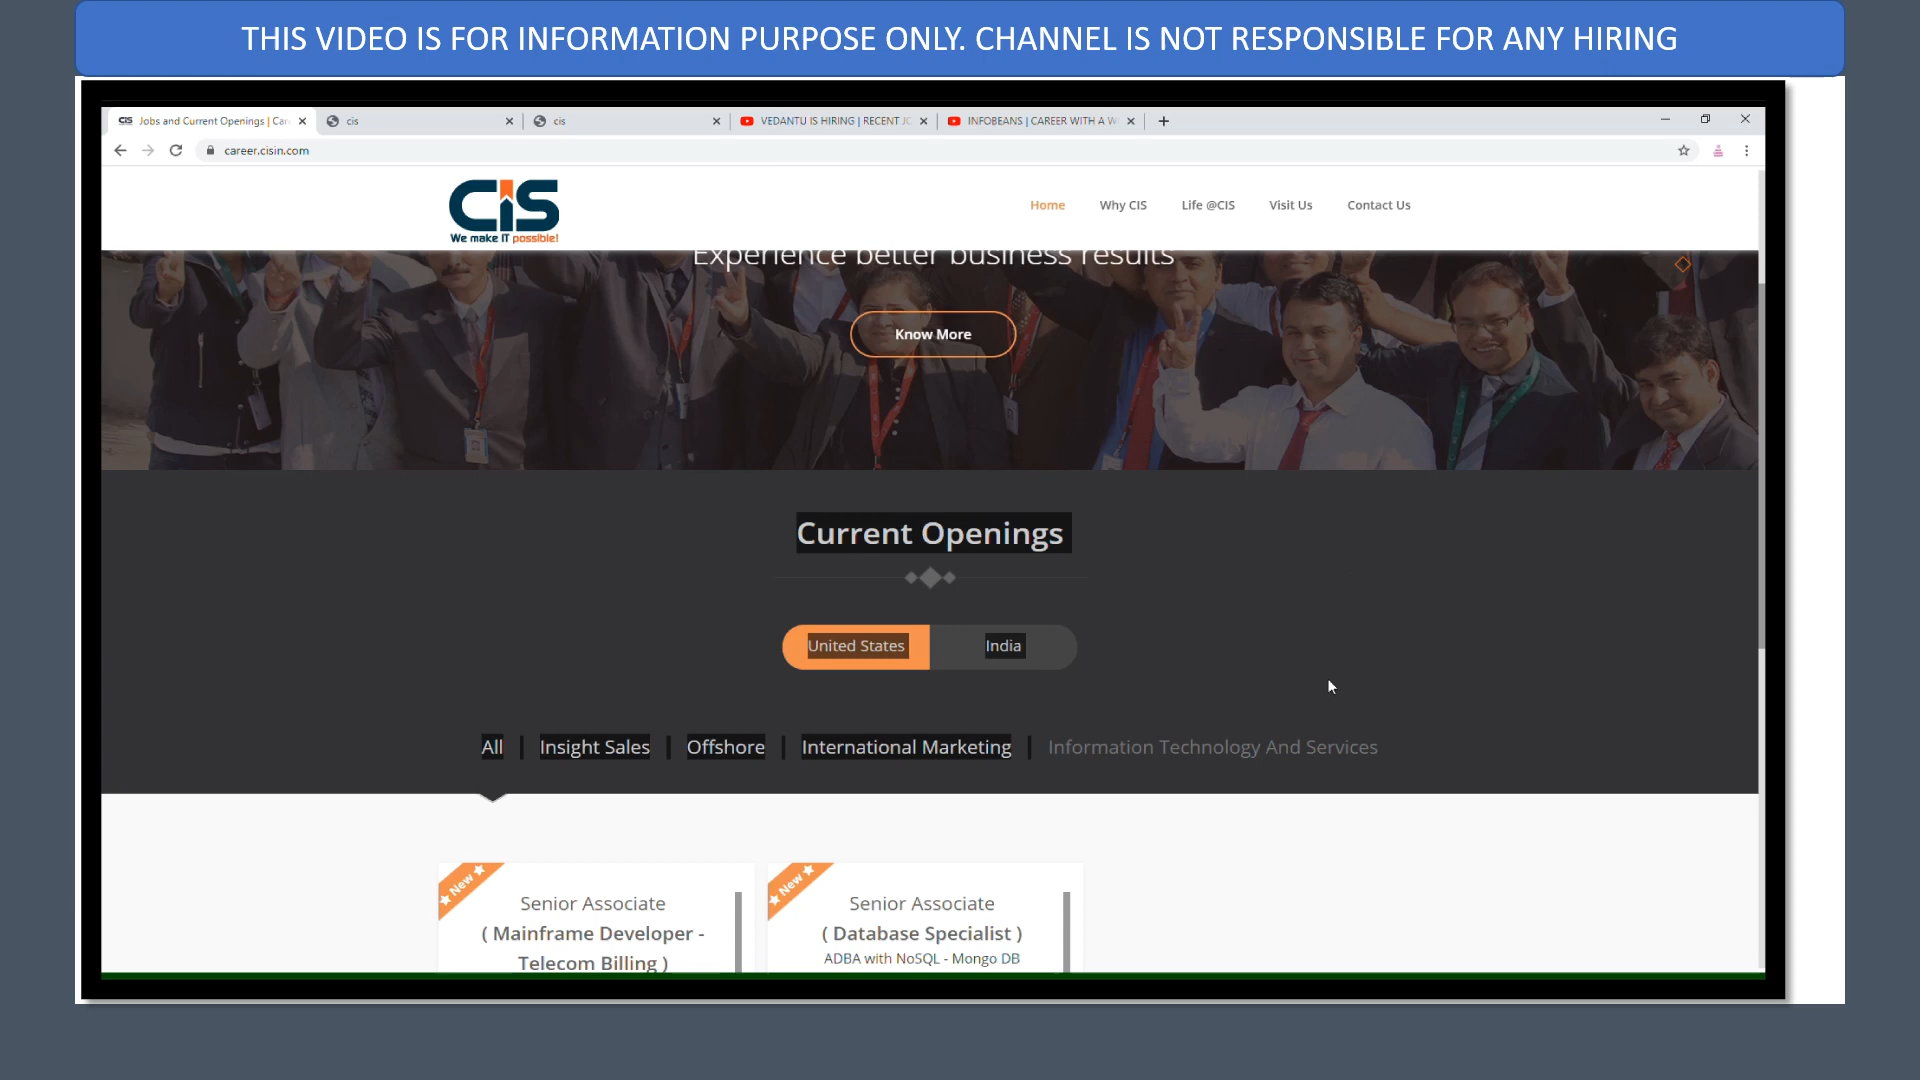 THIS VIDEO IS FOR INFORMATION PURPOSE ONLY. CHANNEL IS NOT RESPONSIBLE FOR ANY HIRING
CIS Jobs and Current Openings | Car
cis
cis
VEDANTU IS HIRING | RECENT JO
INFOBEANS | CAREER WITH A W
career.cisin.com
CIS
We make IT possible!
Home
Why CIS
Life @CIS
Visit Us
Contact Us
Experience better business results
Know More
Current Openings
United States
India
All | Insight Sales | Offshore | International Marketing | Information Technology And Services
New
Senior Associate
( Mainframe Developer -
Telecom Billing )
New
Senior Associate
( Database Specialist )
ADBA with NoSQL - Mongo DB